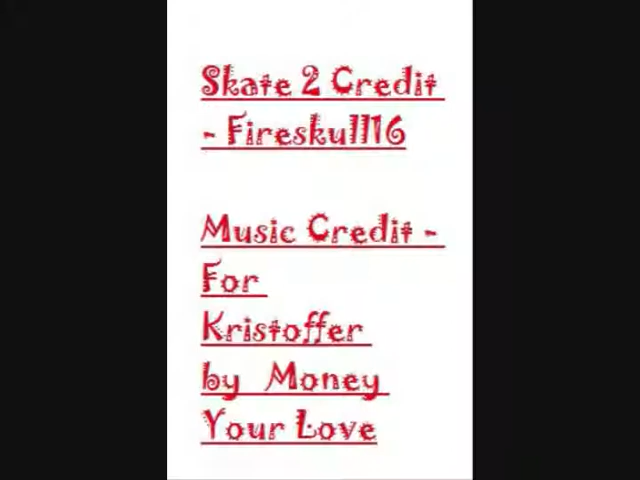 Skate 2 Credit
- Fireskull16
Music Credit -
For
Kristoffer
by Money
Your Love